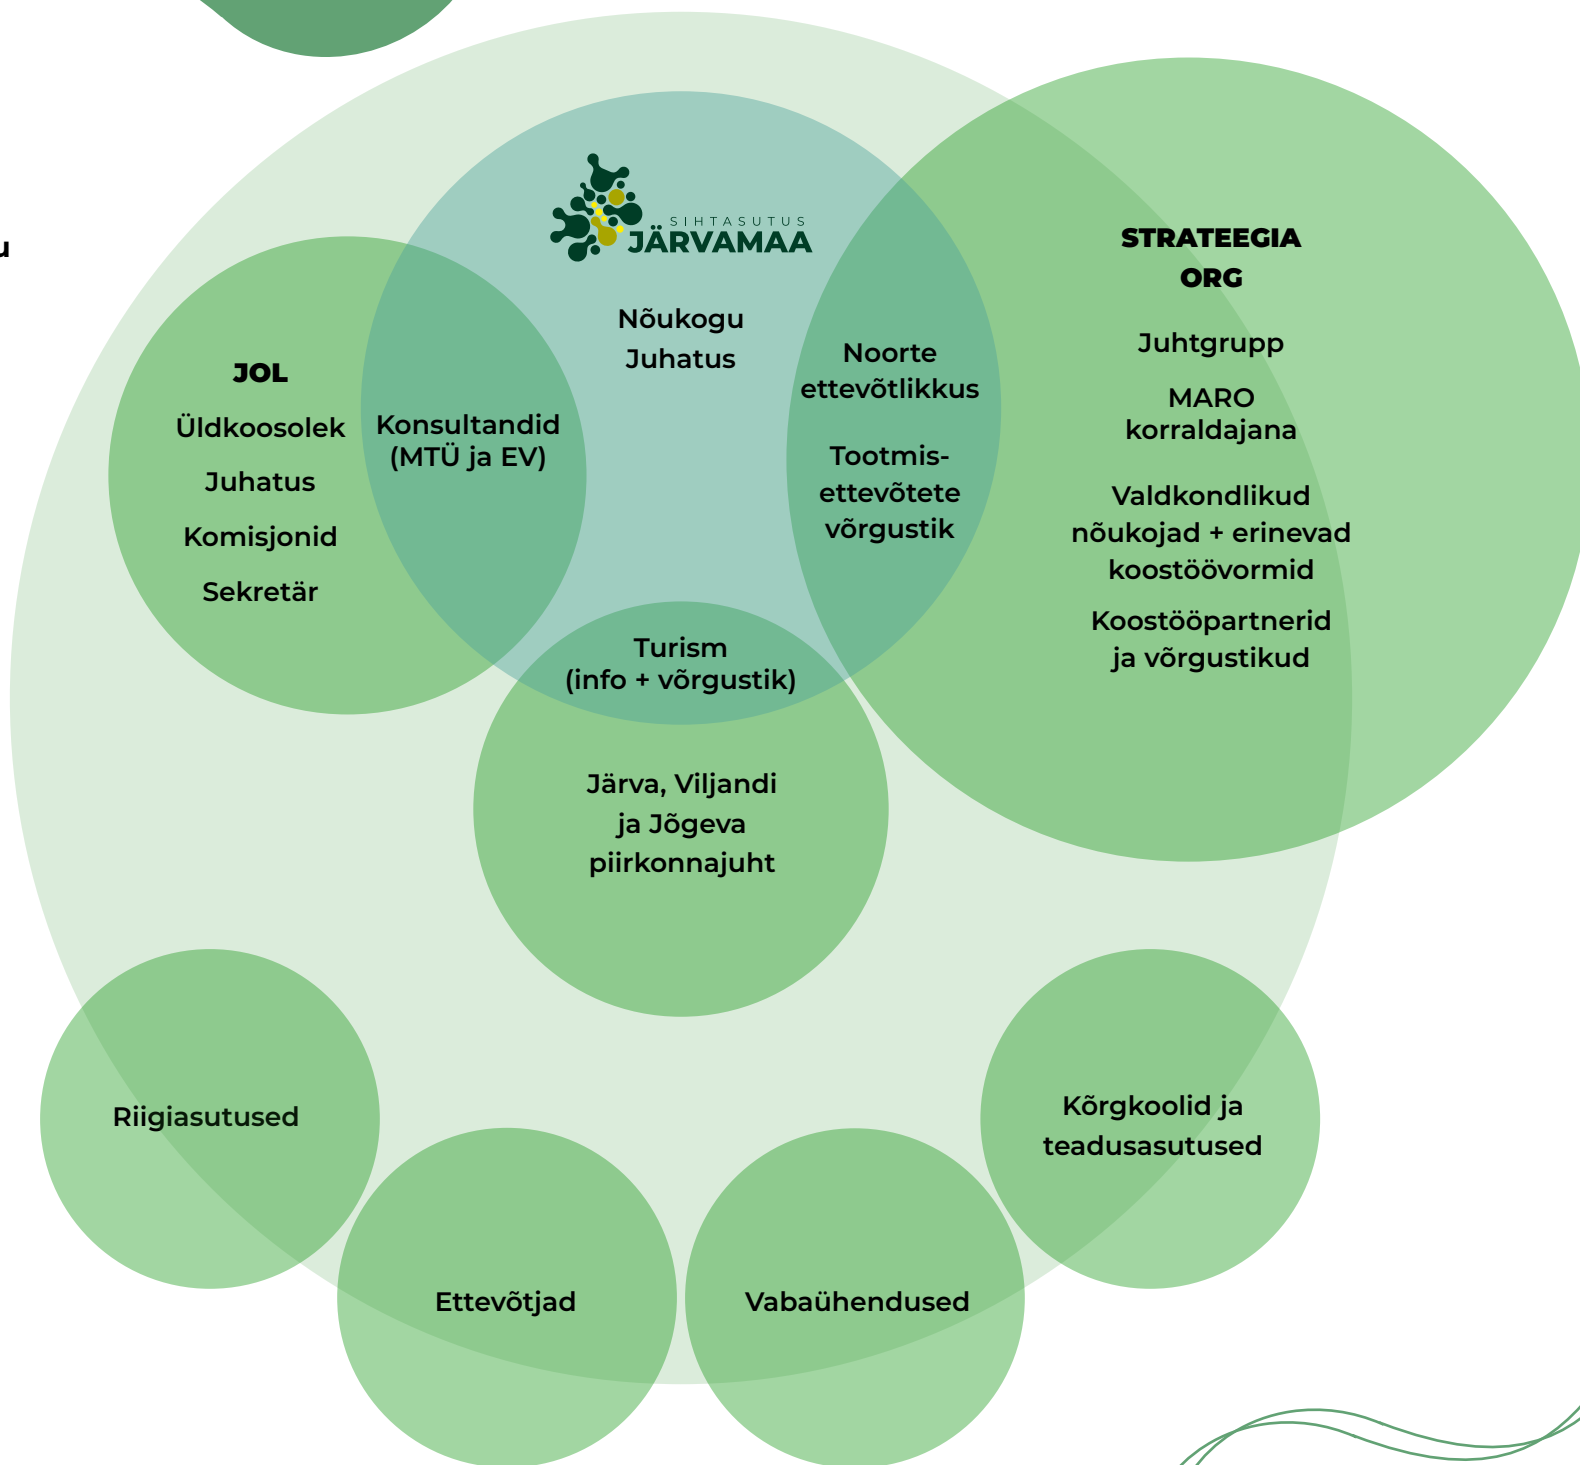 u
SIHTASUTUS
JÄRVAMAA
Nõukogu
Juhatus
JOL
Üldkoosolek
Juhatus
Komisjonid
Sekretär
Konsultandid
(MTÜ ja EV)
Noorte
ettevõtlikkus
Tootmis-
ettevõtete
võrgustik
STRATEEGIA
ORG
Juhtgrupp
MARO
korraldajana
Valdkondlikud
nõukojad + erinevad
koostöövormid
Koostööpartnerid
ja võrgustikud
Turism
(info + võrgustik)
Järva, Viljandi
ja Jõgeva
piirkonnajuht
Riigiasutused
Ettevõtjad
Vabaühendused
Kõrgkoolid ja
teadusasutused